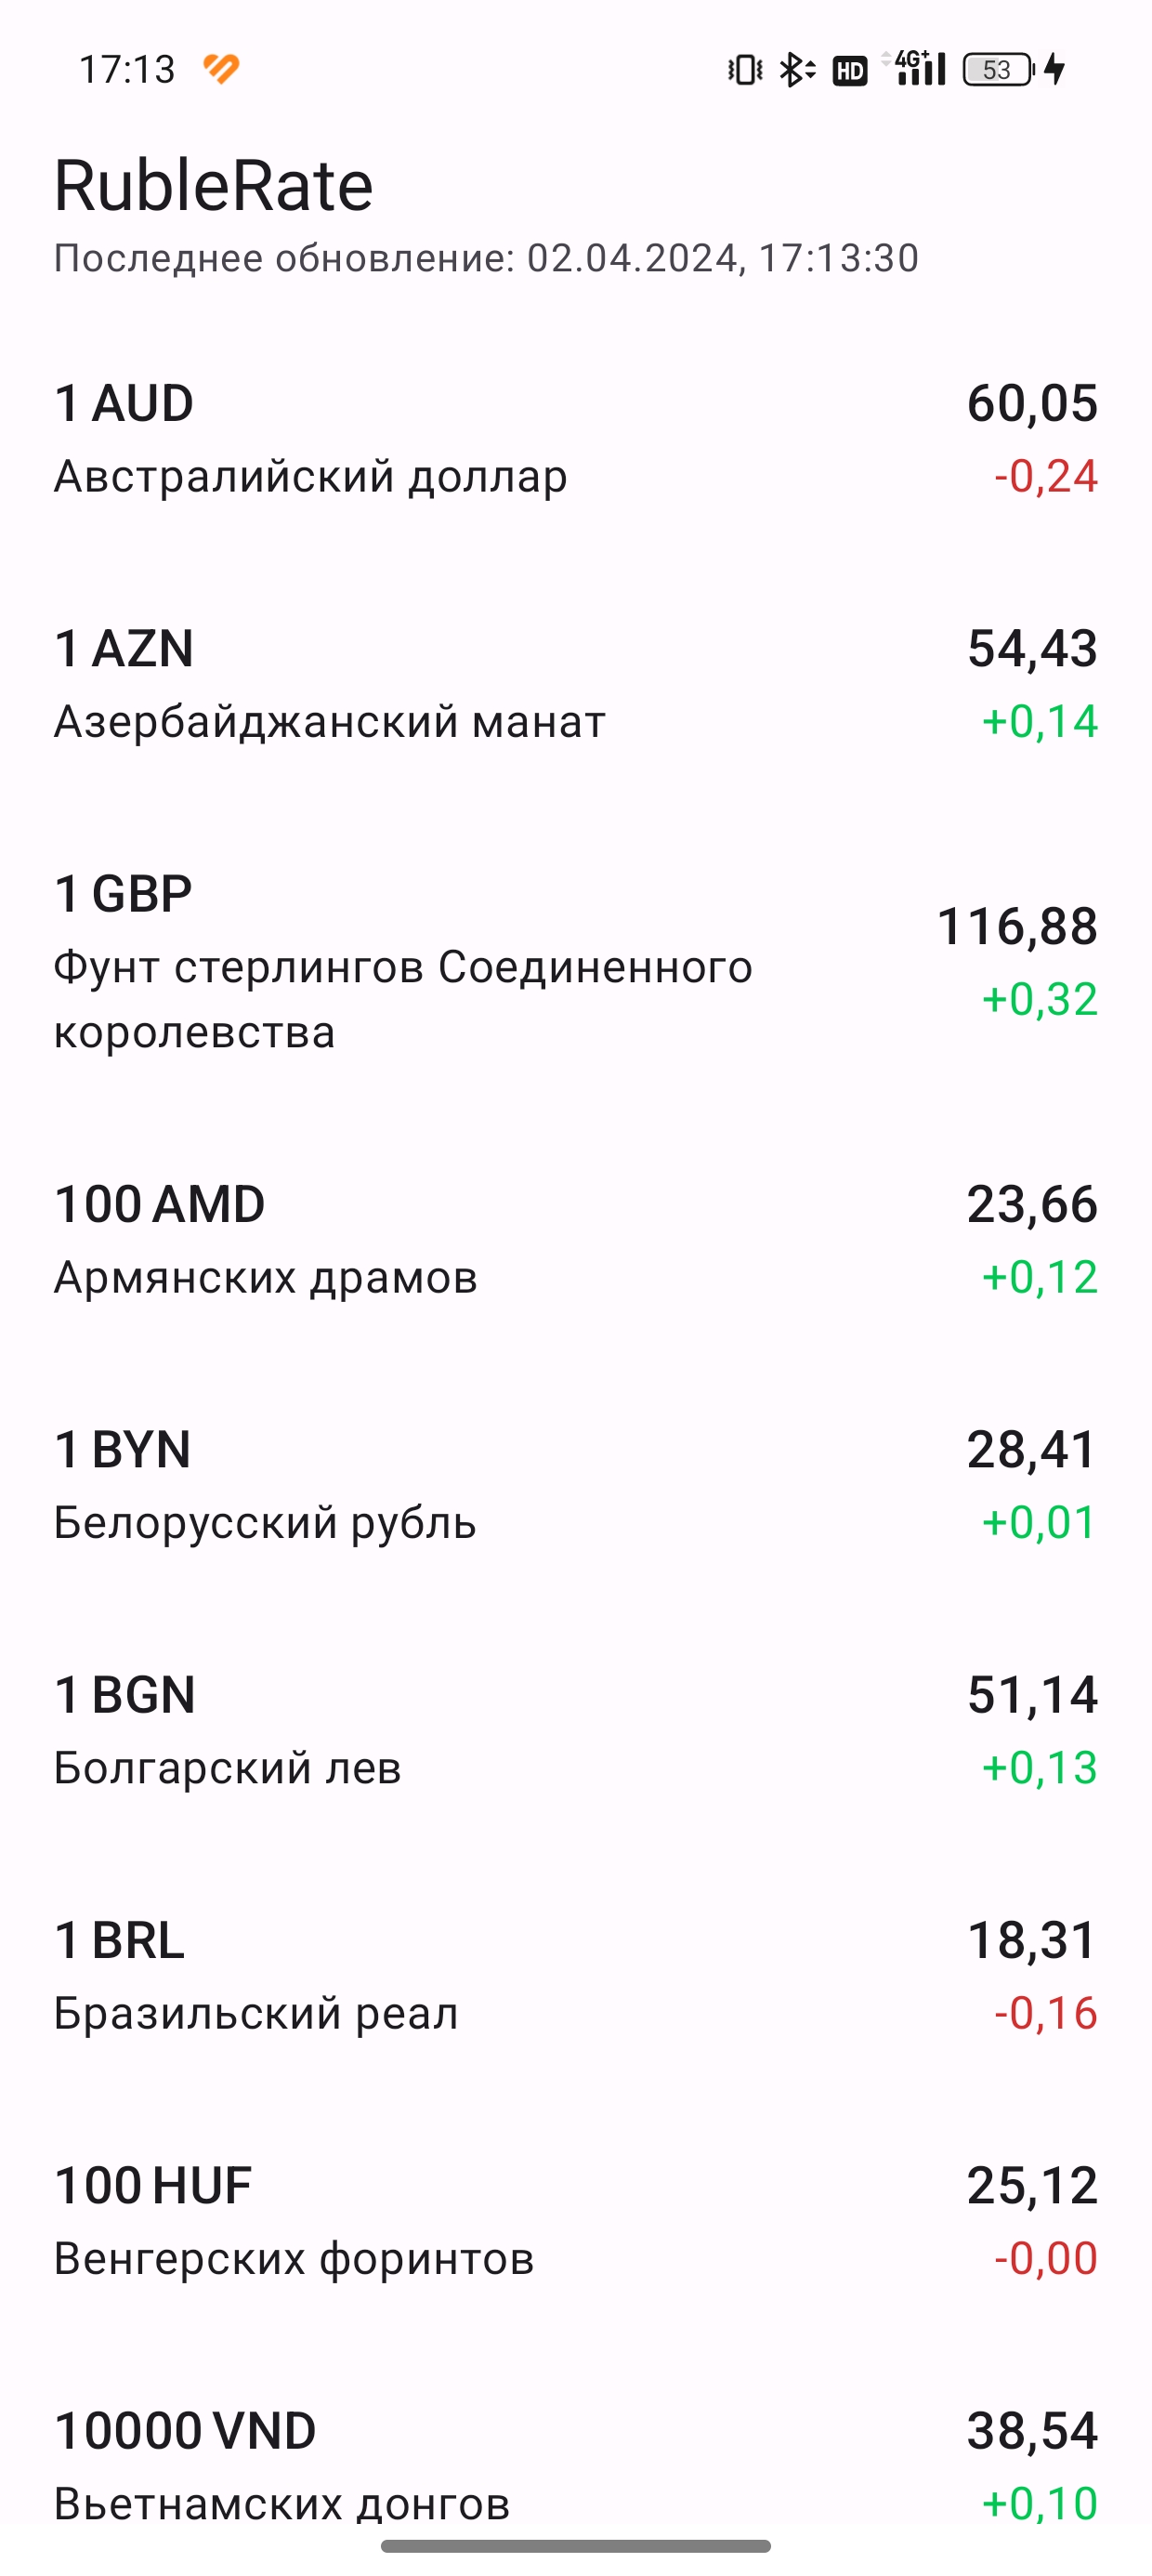 17:13 HD 4G+ 53
RubleRate
Последнее обновление: 02.04.2024, 17:13:30
1 AUD 60,05
Австралийский доллар -0,24
1 AZN 54,43
Азербайджанский манат +0,14
1 GBP 116,88
Фунт стерлингов Соединенного +0,32
королевства
100 AMD 23,66
Армянских драмов +0,12
1 BYN 28,41
Белорусский рубль +0,01
1 BGN 51,14
Болгарский лев +0,13
1 BRL 18,31
Бразильский реал -0,16
100 HUF 25,12
Венгерских форинтов -0,00
10000 VND 38,54
Вьетнамских донгов +0,10